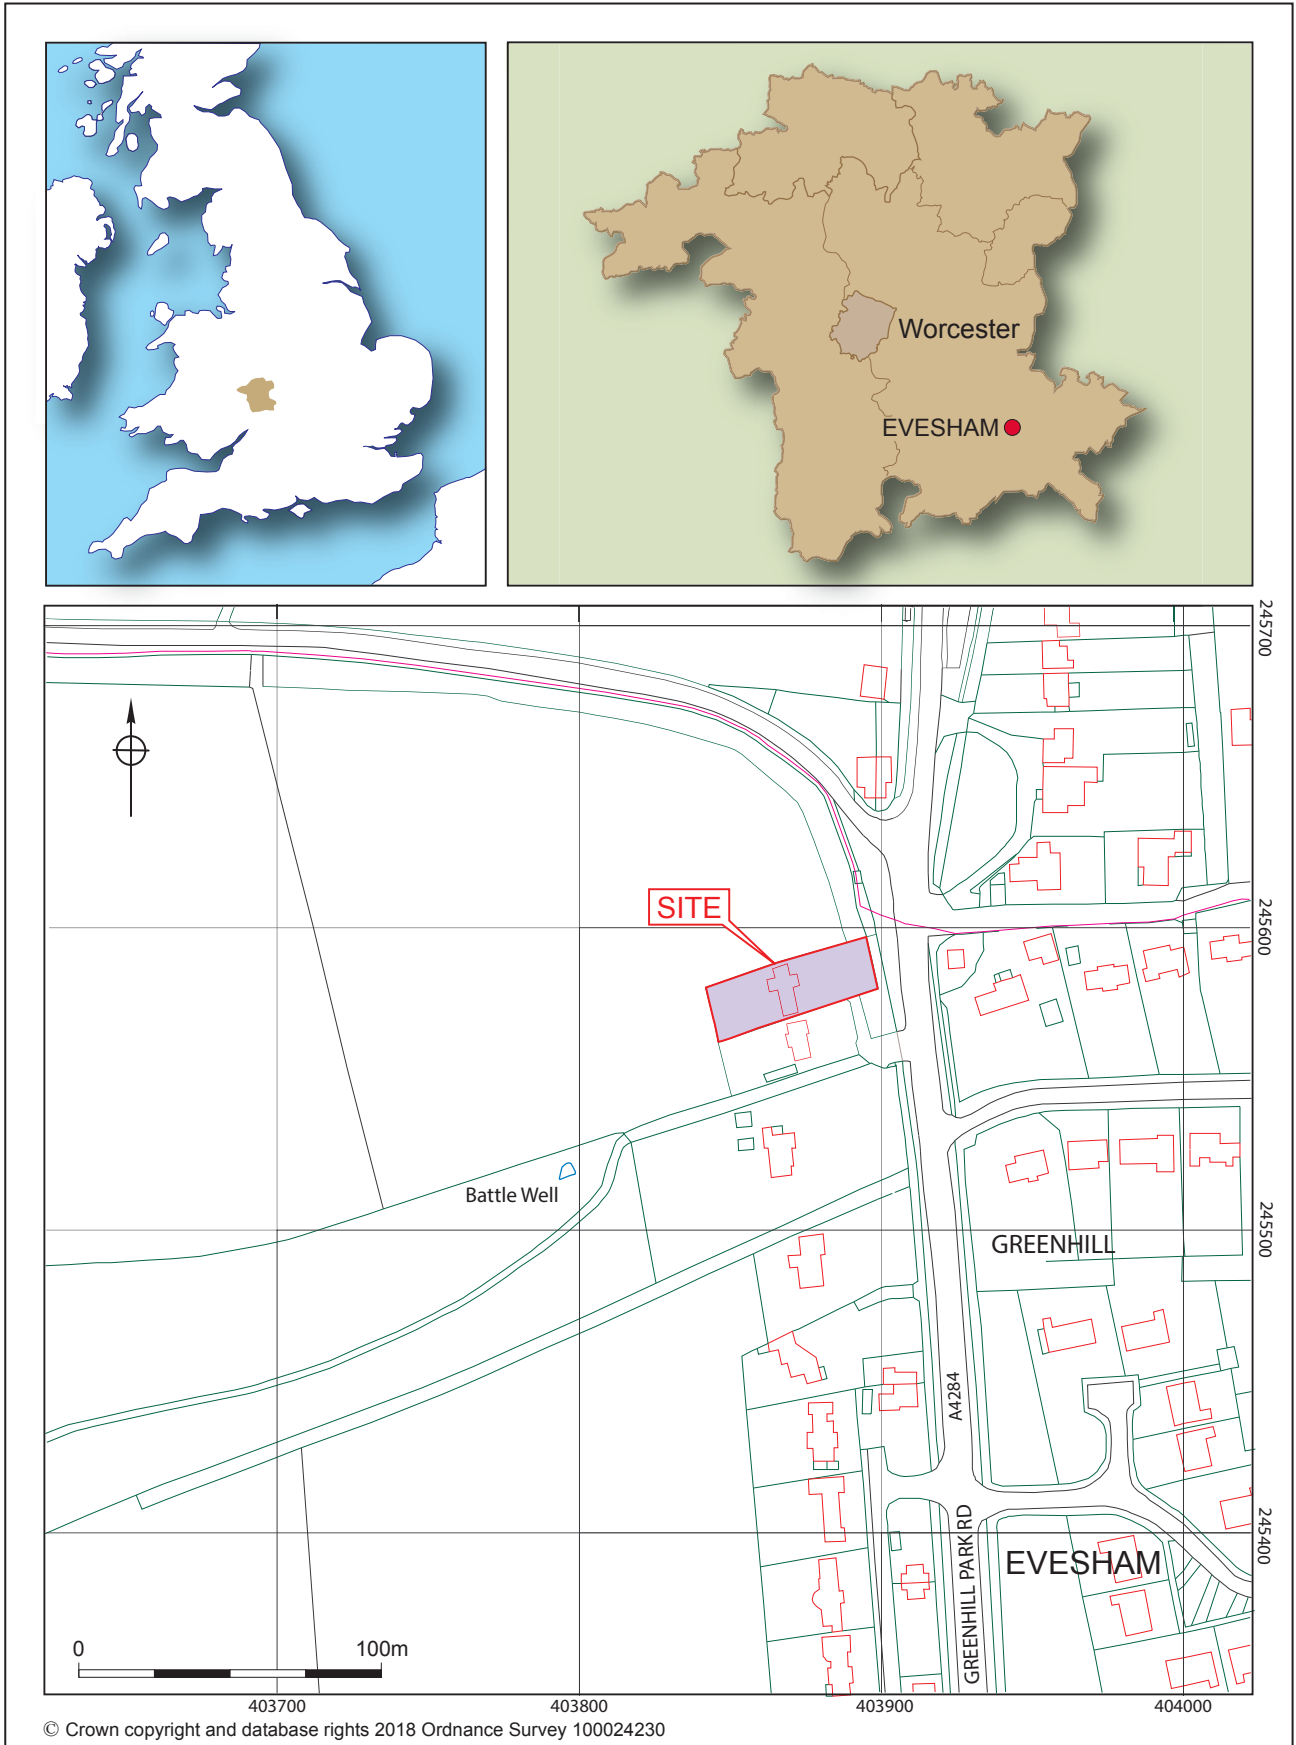 Worcester
EVESHAM
245700
SITE
245600
Battle Well
GREENHILL
245500
A4284
GREENHILL PARK RD
EVESHAM
245400
0 100m
403700 403800 403900 404000
© Crown copyright and database rights 2018 Ordnance Survey 100024230